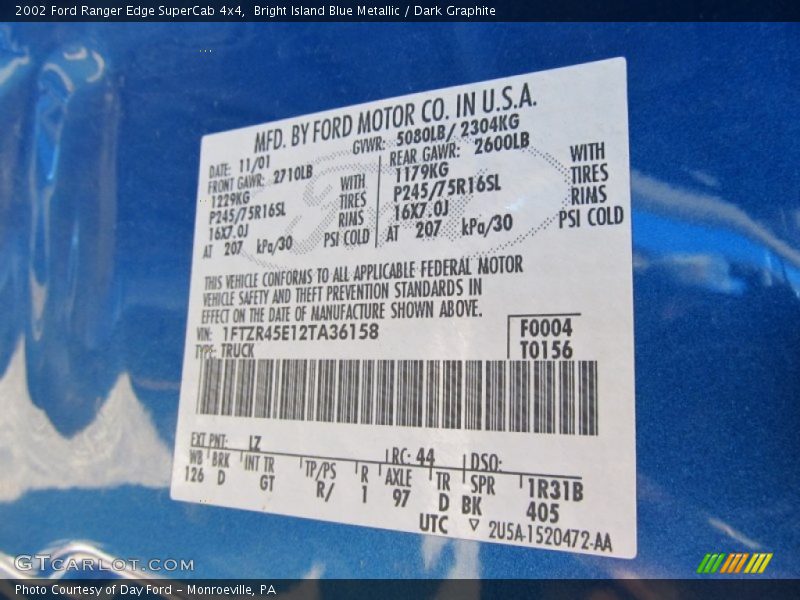 2002 Ford Ranger Edge SuperCab 4x4,  Bright Island Blue Metallic / Dark Graphite
MFD. BY FORD MOTOR CO. IN U.S.A.
DATE: 11/01 GVWR: 5080LB/ 2304KG
FRONT GAWR: 2710LB REAR GAWR: 2600LB
1229KG WITH 1179KG WITH
P245/75R16SL TIRES P245/75R16SL TIRES
16X7.0J RIMS 16X7.0J RIMS
AT 207 kPa/30 PSI COLD AT 207 kPa/30 PSI COLD
THIS VEHICLE CONFORMS TO ALL APPLICABLE FEDERAL MOTOR
VEHICLE SAFETY AND THEFT PREVENTION STANDARDS IN
EFFECT ON THE DATE OF MANUFACTURE SHOWN ABOVE.
VIN: 1FTZR45E12TA36158 F0004
TYPE: TRUCK T0156
EXT PNT: LZ RC: 44 DSO:
WB BRK INT TR TP/PS R AXLE TR SPR 1R31B
126 D GT R/ 1 97 D BK 405
UTC ▽ 2U5A-1520472-AA
GTCarlot.com
Photo Courtesy of Day Ford – Monroeville, PA